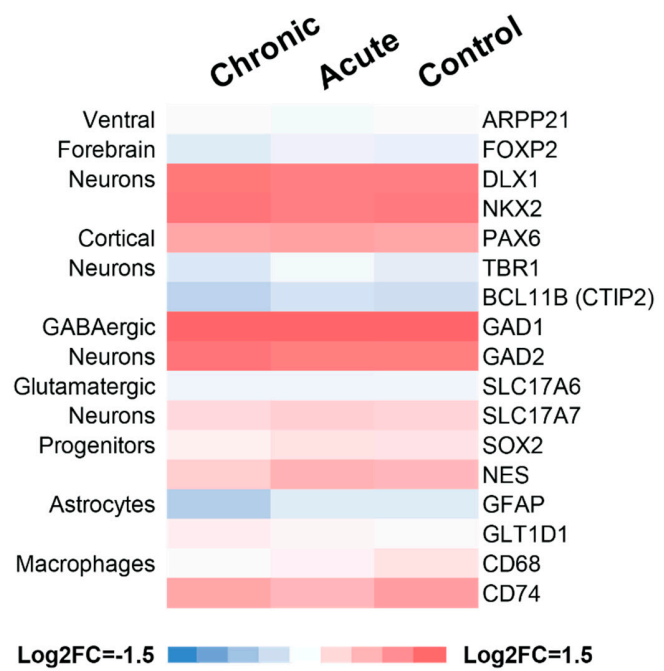 Chronic Acute Control
Ventral ARPP21
Forebrain FOXP2
Neurons DLX1
NKX2
Cortical PAX6
Neurons TBR1
BCL11B (CTIP2)
GABAergic GAD1
Neurons GAD2
Glutamatergic SLC17A6
Neurons SLC17A7
Progenitors SOX2
NES
Astrocytes GFAP
GLT1D1
Macrophages CD68
CD74
Log2FC=-1.5 Log2FC=1.5